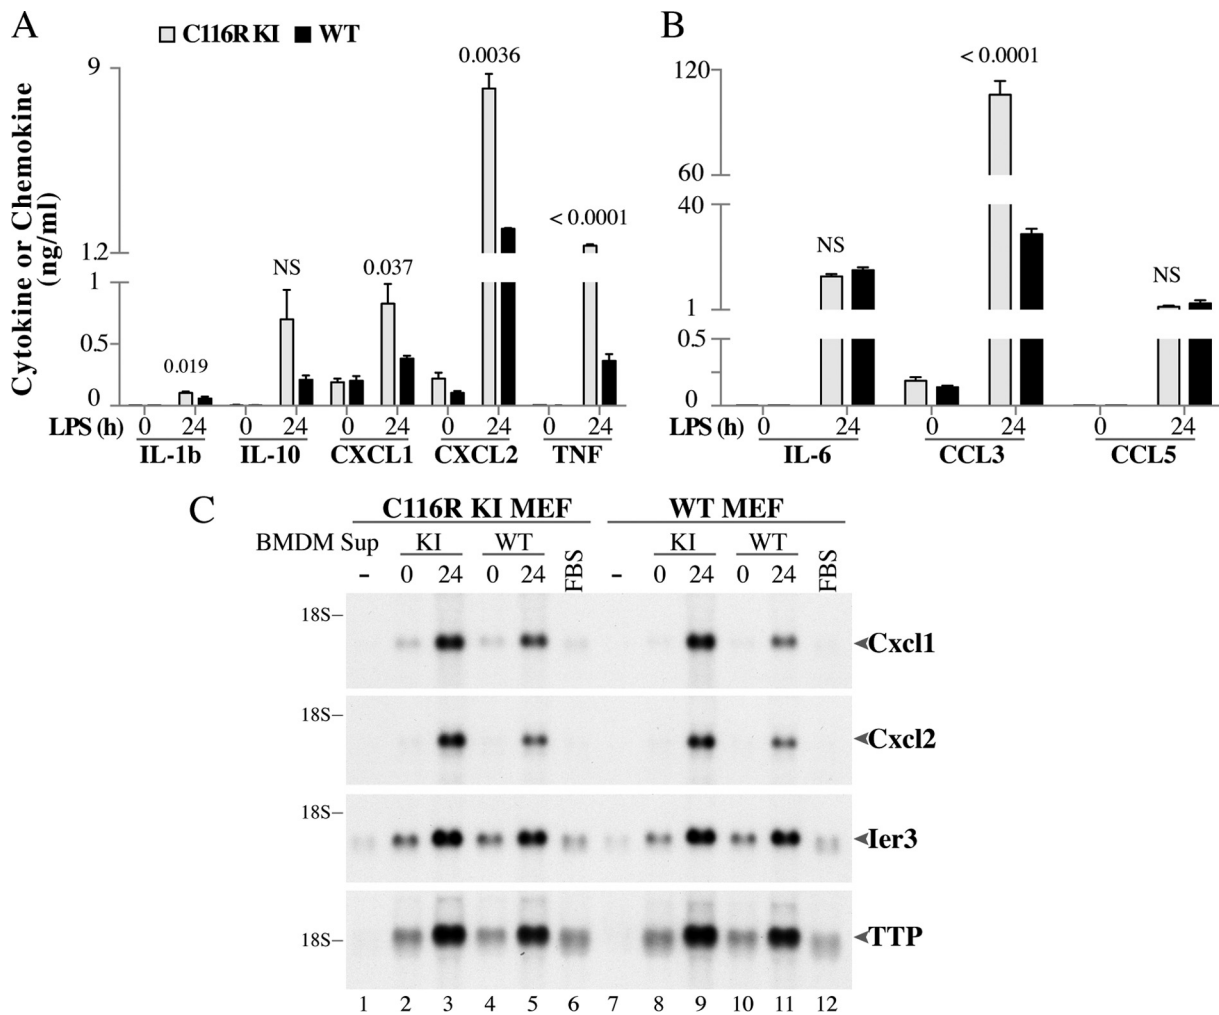 A
C116R KI WT
Cytokine or Chemokine
(ng/ml)
9
1.2
1
0.5
0
0.019
NS
0.037
0.0036
< 0.0001
LPS (h) 0 24 0 24 0 24 0 24 0 24
IL-1b IL-10 CXCL1 CXCL2 TNF
B
120
60
40
1
0.5
0
NS
< 0.0001
NS
LPS (h) 0 24 0 24 0 24
IL-6 CCL3 CCL5
C
C116R KI MEF WT MEF
BMDM Sup KI WT KI WT
- 0 24 0 24 FBS - 0 24 0 24 FBS
18S–
Cxcl1
18S–
Cxcl2
18S–
Ier3
18S–
TTP
1 2 3 4 5 6 7 8 9 10 11 12